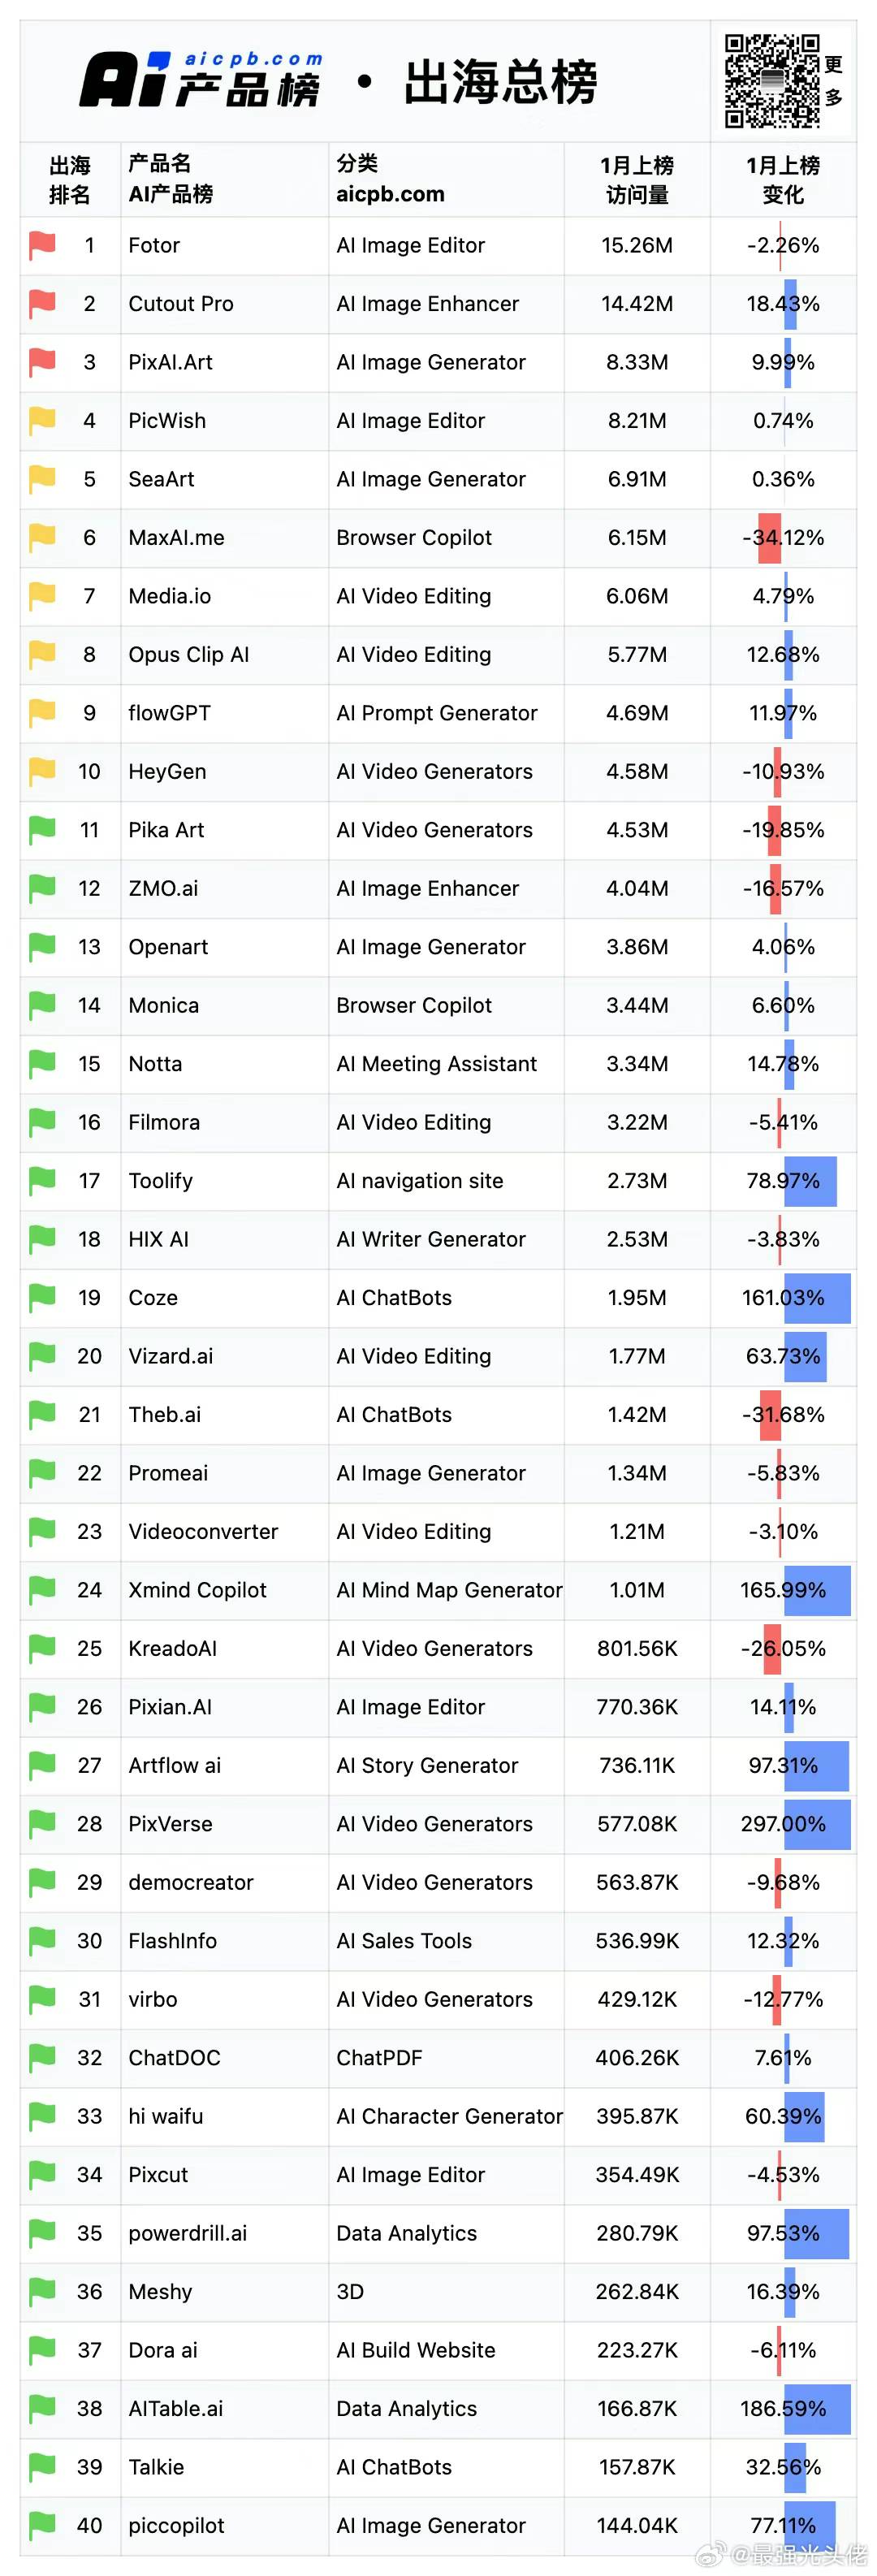 aicpb.com
Ai产品榜 · 出海总榜
更多
出海排名 产品名 AI产品榜 分类 aicpb.com 1月上榜访问量 1月上榜变化
1 Fotor AI Image Editor 15.26M -2.26%
2 Cutout Pro AI Image Enhancer 14.42M 18.43%
3 PixAI.Art AI Image Generator 8.33M 9.99%
4 PicWish AI Image Editor 8.21M 0.74%
5 SeaArt AI Image Generator 6.91M 0.36%
6 MaxAI.me Browser Copilot 6.15M -34.12%
7 Media.io AI Video Editing 6.06M 4.79%
8 Opus Clip AI AI Video Editing 5.77M 12.68%
9 flowGPT AI Prompt Generator 4.69M 11.97%
10 HeyGen AI Video Generators 4.58M -10.93%
11 Pika Art AI Video Generators 4.53M -19.85%
12 ZMO.ai AI Image Enhancer 4.04M -16.57%
13 Openart AI Image Generator 3.86M 4.06%
14 Monica Browser Copilot 3.44M 6.60%
15 Notta AI Meeting Assistant 3.34M 14.78%
16 Filmora AI Video Editing 3.22M -5.41%
17 Toolify AI navigation site 2.73M 78.97%
18 HIX AI AI Writer Generator 2.53M -3.83%
19 Coze AI ChatBots 1.95M 161.03%
20 Vizard.ai AI Video Editing 1.77M 63.73%
21 Theb.ai AI ChatBots 1.42M -31.68%
22 Promeai AI Image Generator 1.34M -5.83%
23 Videoconverter AI Video Editing 1.21M -3.10%
24 Xmind Copilot AI Mind Map Generator 1.01M 165.99%
25 KreadoAI AI Video Generators 801.56K -26.05%
26 Pixian.AI AI Image Editor 770.36K 14.11%
27 Artflow ai AI Story Generator 736.11K 97.31%
28 PixVerse AI Video Generators 577.08K 297.00%
29 democreator AI Video Generators 563.87K -9.68%
30 FlashInfo AI Sales Tools 536.99K 12.32%
31 virbo AI Video Generators 429.12K -12.77%
32 ChatDOC ChatPDF 406.26K 7.61%
33 hi waifu AI Character Generator 395.87K 60.39%
34 Pixcut AI Image Editor 354.49K -4.53%
35 powerdrill.ai Data Analytics 280.79K 97.53%
36 Meshy 3D 262.84K 16.39%
37 Dora ai AI Build Website 223.27K -6.11%
38 AITable.ai Data Analytics 166.87K 186.59%
39 Talkie AI ChatBots 157.87K 32.56%
40 piccopilot AI Image Generator 144.04K 77.11%
@最强光头佬